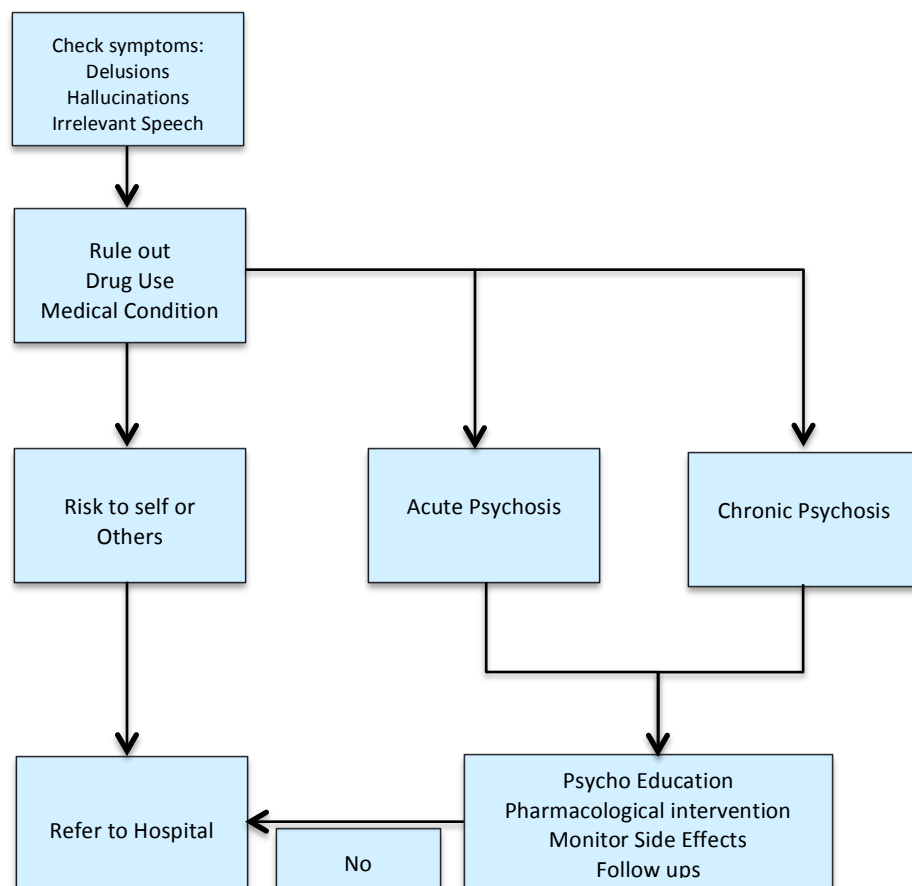 Check symptoms:
Delusions
Hallucinations
Irrelevant Speech
Rule out
Drug Use
Medical Condition
Risk to self or
Others
Acute Psychosis
Chronic Psychosis
Refer to Hospital
No
Psycho Education
Pharmacological intervention
Monitor Side Effects
Follow ups